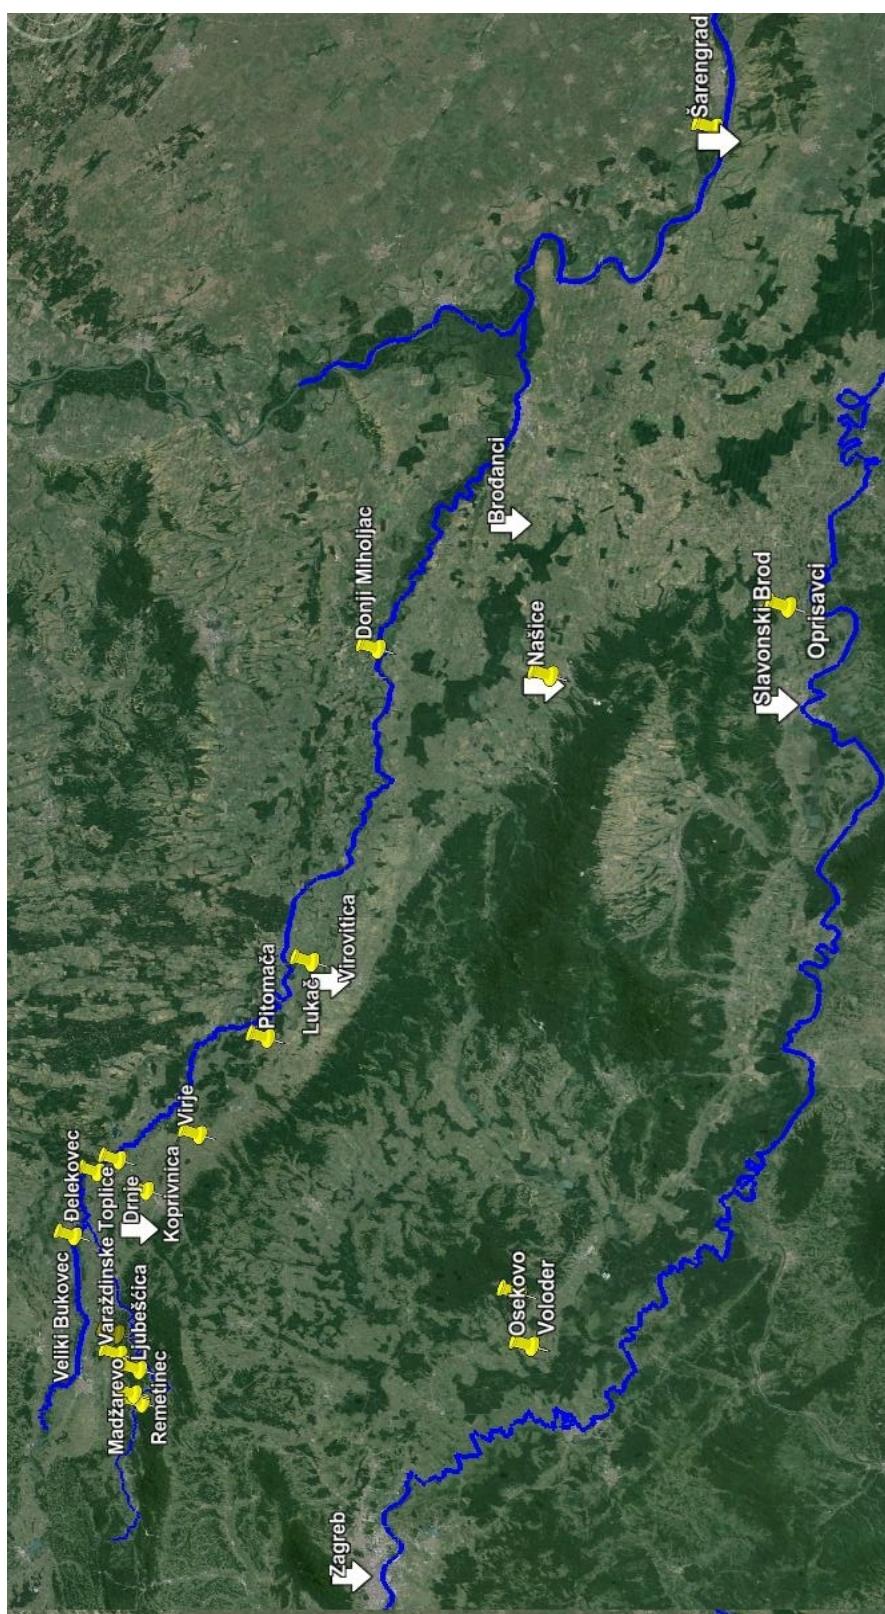 Veliki Bukovec
Đelekovec
Madžarevo
Varaždinske Toplice
Ljubešćica
Remetinec
Drnje
Koprivnica
Virje
Pitomača
Lukač
Virovitica
Donji Miholjac
Zagreb
Osekovo
Voloder
Našice
Brođanci
Šarengrad
Slavonski Brod
Oprisavci